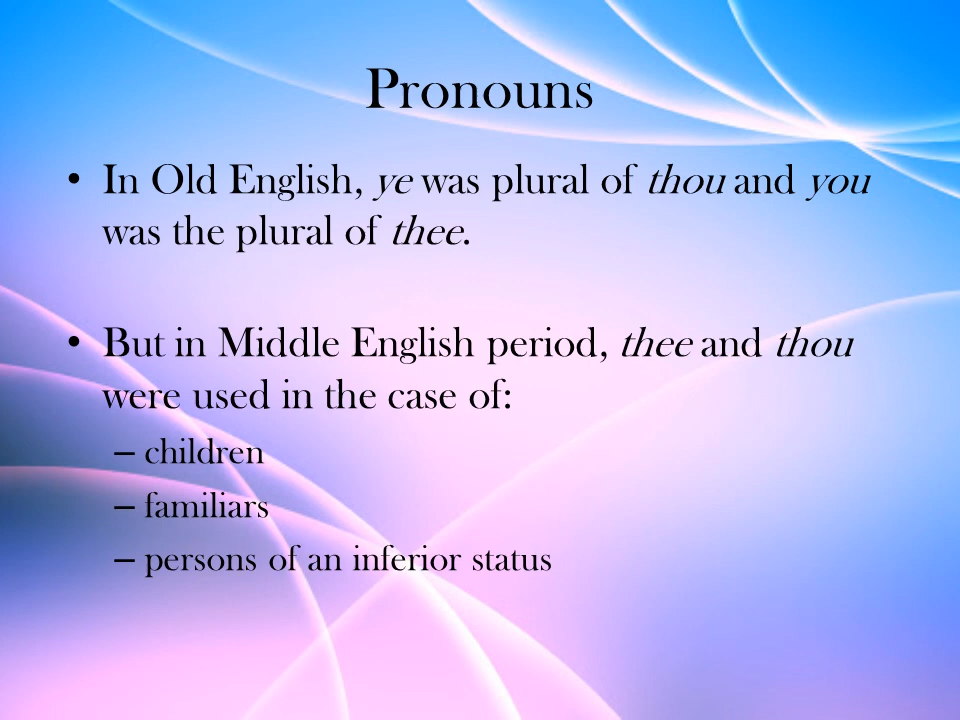 Pronouns
• In Old English, ye was plural of thou and you
was the plural of thee.
• But in Middle English period, thee and thou
were used in the case of:
– children
– familiars
– persons of an inferior status